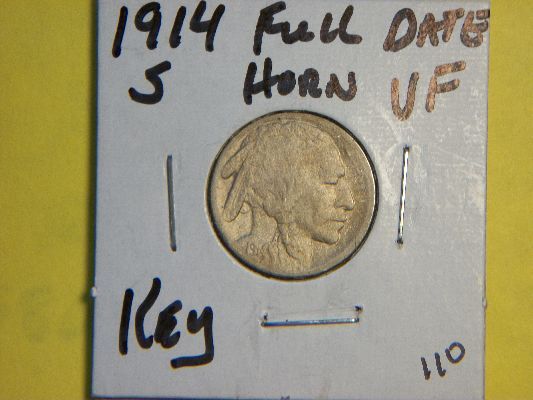 1914 Full DATE
S HORN VF
Key
110